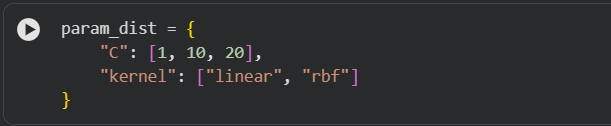 param_dist = {
    "C": [1, 10, 20],
    "kernel": ["linear", "rbf"]
}